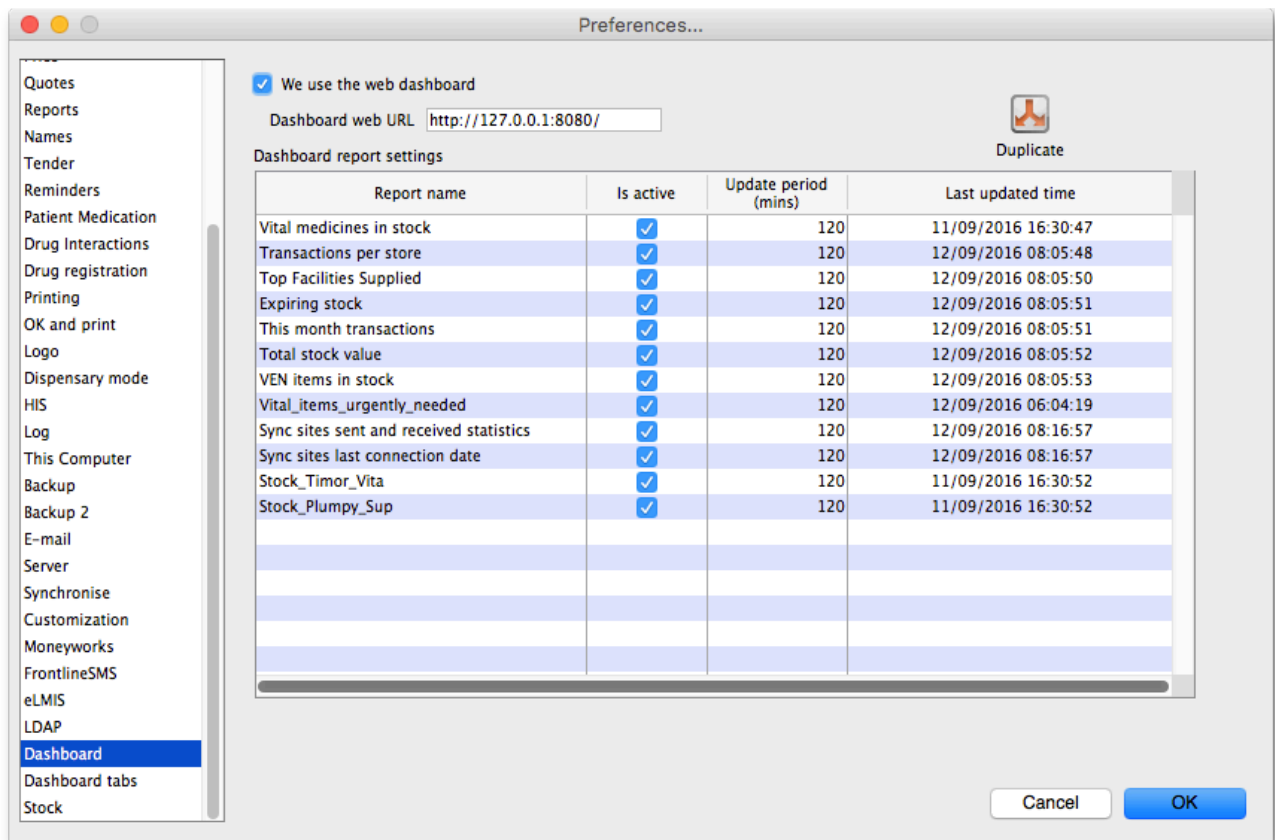 Preferences...
Quotes
Reports
Names
Tender
Reminders
Patient Medication
Drug Interactions
Drug registration
Printing
OK and print
Logo
Dispensary mode
HIS
Log
This Computer
Backup
Backup 2
E-mail
Server
Synchronise
Customization
Moneyworks
FrontlineSMS
eLMIS
LDAP
Dashboard
Dashboard tabs
Stock
We use the web dashboard
Dashboard web URL http://127.0.0.1:8080/
Duplicate
Dashboard report settings
Report name Is active Update period (mins) Last updated time
Vital medicines in stock 120 11/09/2016 16:30:47
Transactions per store 120 12/09/2016 08:05:48
Top Facilities Supplied 120 12/09/2016 08:05:50
Expiring stock 120 12/09/2016 08:05:51
This month transactions 120 12/09/2016 08:05:51
Total stock value 120 12/09/2016 08:05:52
VEN items in stock 120 12/09/2016 08:05:53
Vital_items_urgently_needed 120 12/09/2016 06:04:19
Sync sites sent and received statistics 120 12/09/2016 08:16:57
Sync sites last connection date 120 12/09/2016 08:16:57
Stock_Timor_Vita 120 11/09/2016 16:30:52
Stock_Plumpy_Sup 120 11/09/2016 16:30:52
Cancel OK